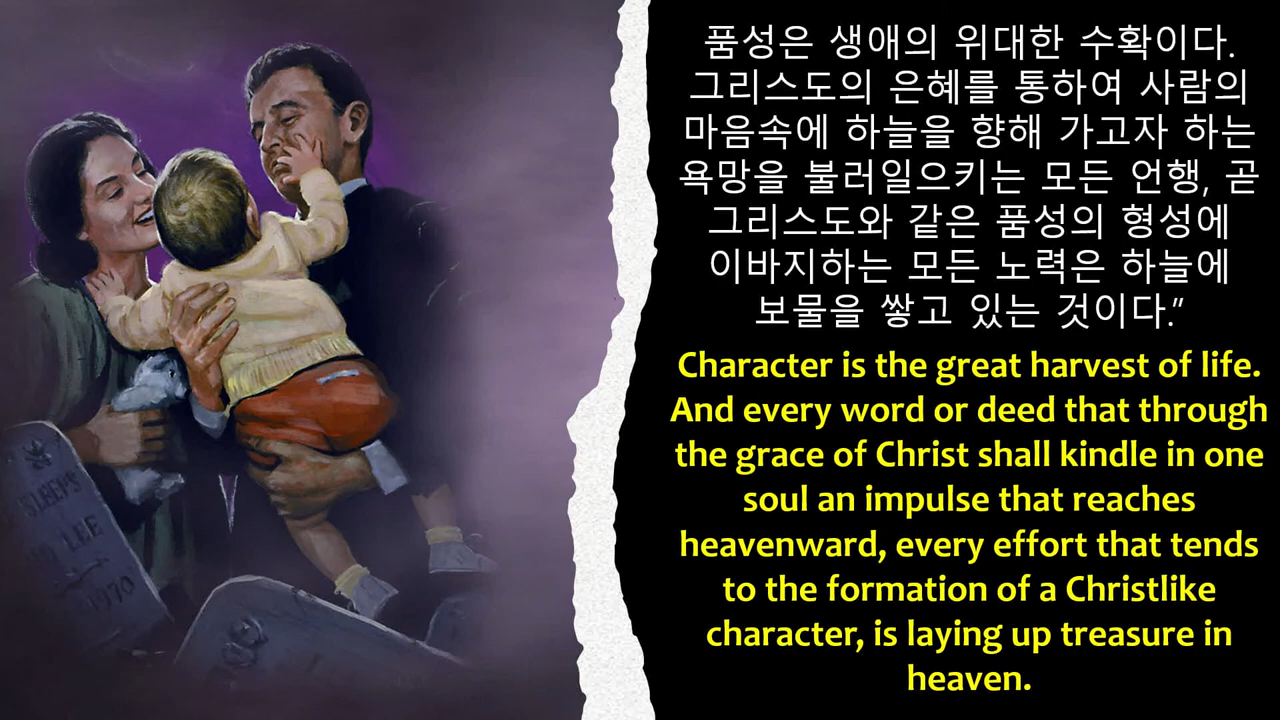 품성은 생애의 위대한 수확이다.
그리스도의 은혜를 통하여 사람의
마음속에 하늘을 향해 가고자 하는
욕망을 불러일으키는 모든 언행, 곧
그리스도와 같은 품성의 형성에
이바지하는 모든 노력은 하늘에
보물을 쌓고 있는 것이다.”
Character is the great harvest of life.
And every word or deed that through
the grace of Christ shall kindle in one
soul an impulse that reaches
heavenward, every effort that tends
to the formation of a Christlike
character, is laying up treasure in
heaven.
LEE
1970